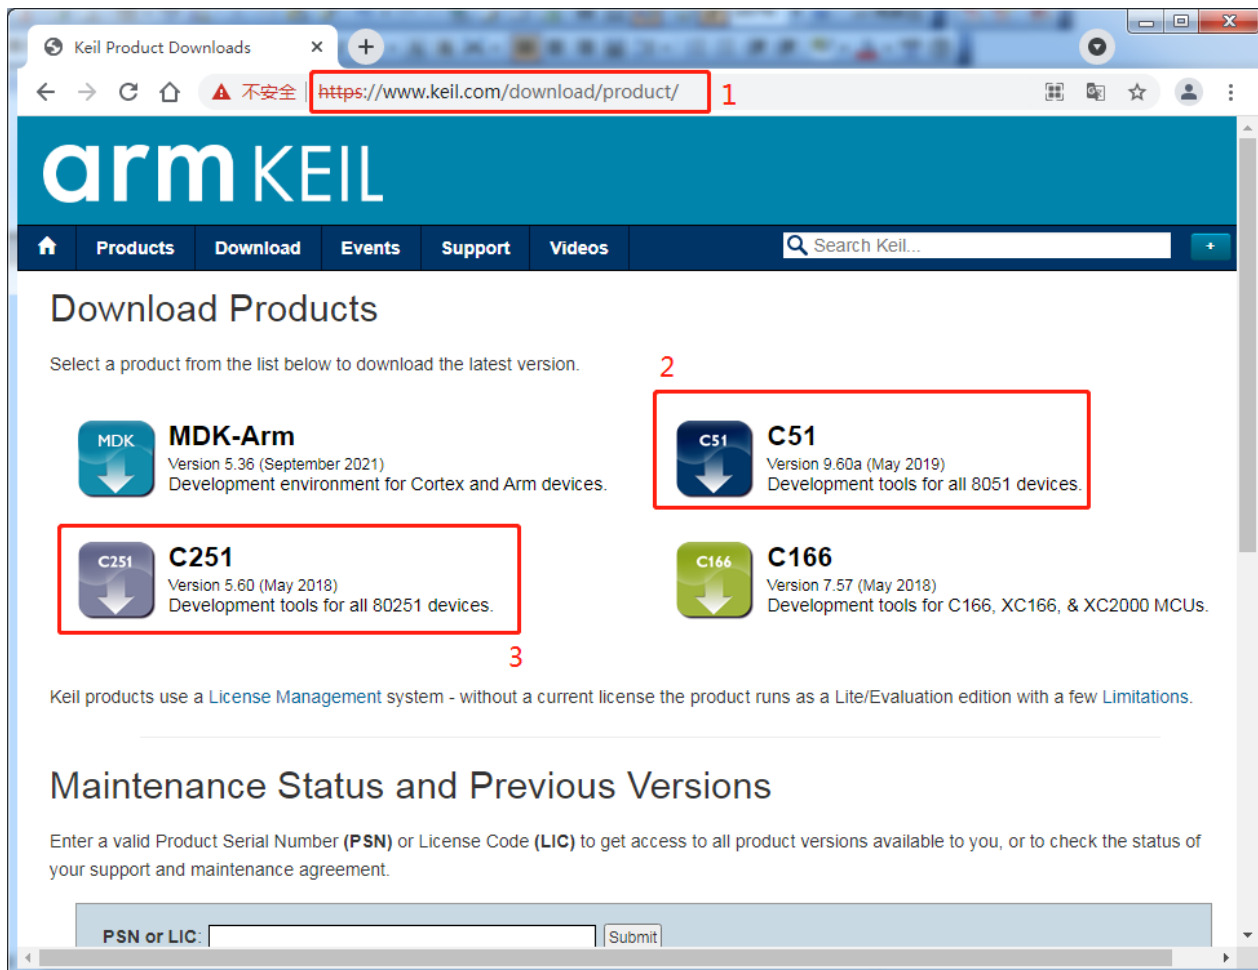 Keil Product Downloads
不安全
https://www.keil.com/download/product/
1
arm KEIL
Products Download Events Support Videos
Search Keil...
+
Download Products
Select a product from the list below to download the latest version.
2
MDK
MDK-Arm
Version 5.36 (September 2021)
Development environment for Cortex and Arm devices.
C51
C51
Version 9.60a (May 2019)
Development tools for all 8051 devices.
C251
C251
Version 5.60 (May 2018)
Development tools for all 80251 devices.
C166
C166
Version 7.57 (May 2018)
Development tools for C166, XC166, & XC2000 MCUs.
3
Keil products use a License Management system - without a current license the product runs as a Lite/Evaluation edition with a few Limitations.
Maintenance Status and Previous Versions
Enter a valid Product Serial Number (PSN) or License Code (LIC) to get access to all product versions available to you, or to check the status of
your support and maintenance agreement.
PSN or LIC:
Submit